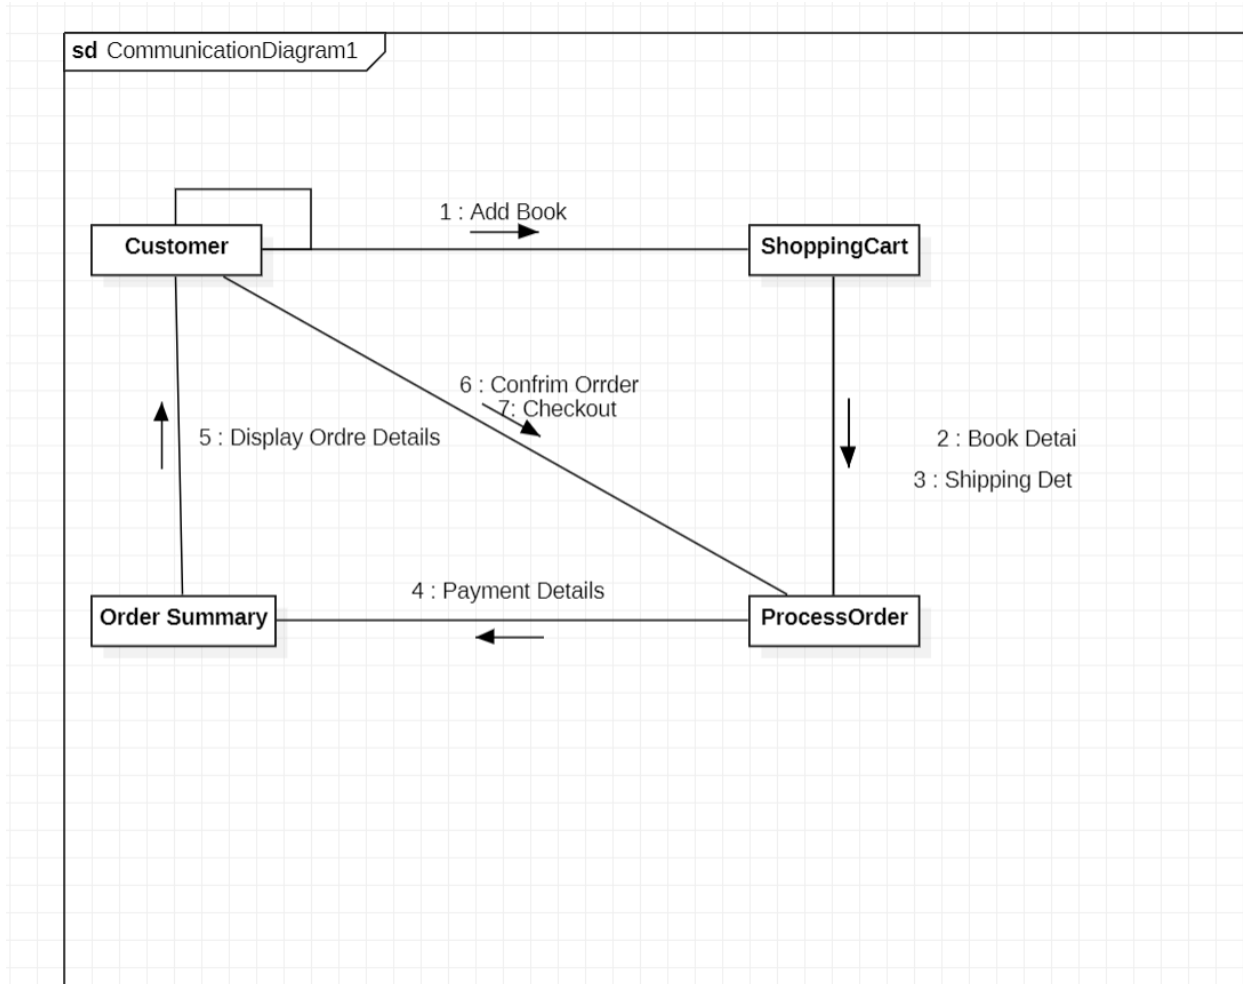 sd CommunicationDiagram1
1 : Add Book
Customer
ShoppingCart
6 : Confrim Orrder
7: Checkout
5 : Display Ordre Details
2 : Book Detai
3 : Shipping Det
4 : Payment Details
Order Summary
ProcessOrder